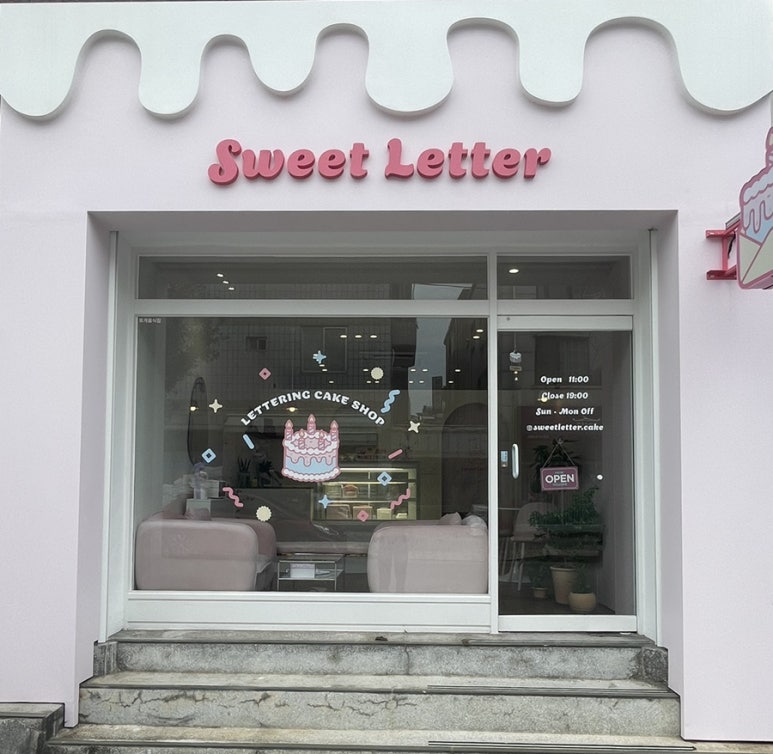 Sweet Letter
LETTERING CAKE SHOP
Open 11:00
Close 19:00
Sun - Mon Off
@sweetletter.cake
OPEN